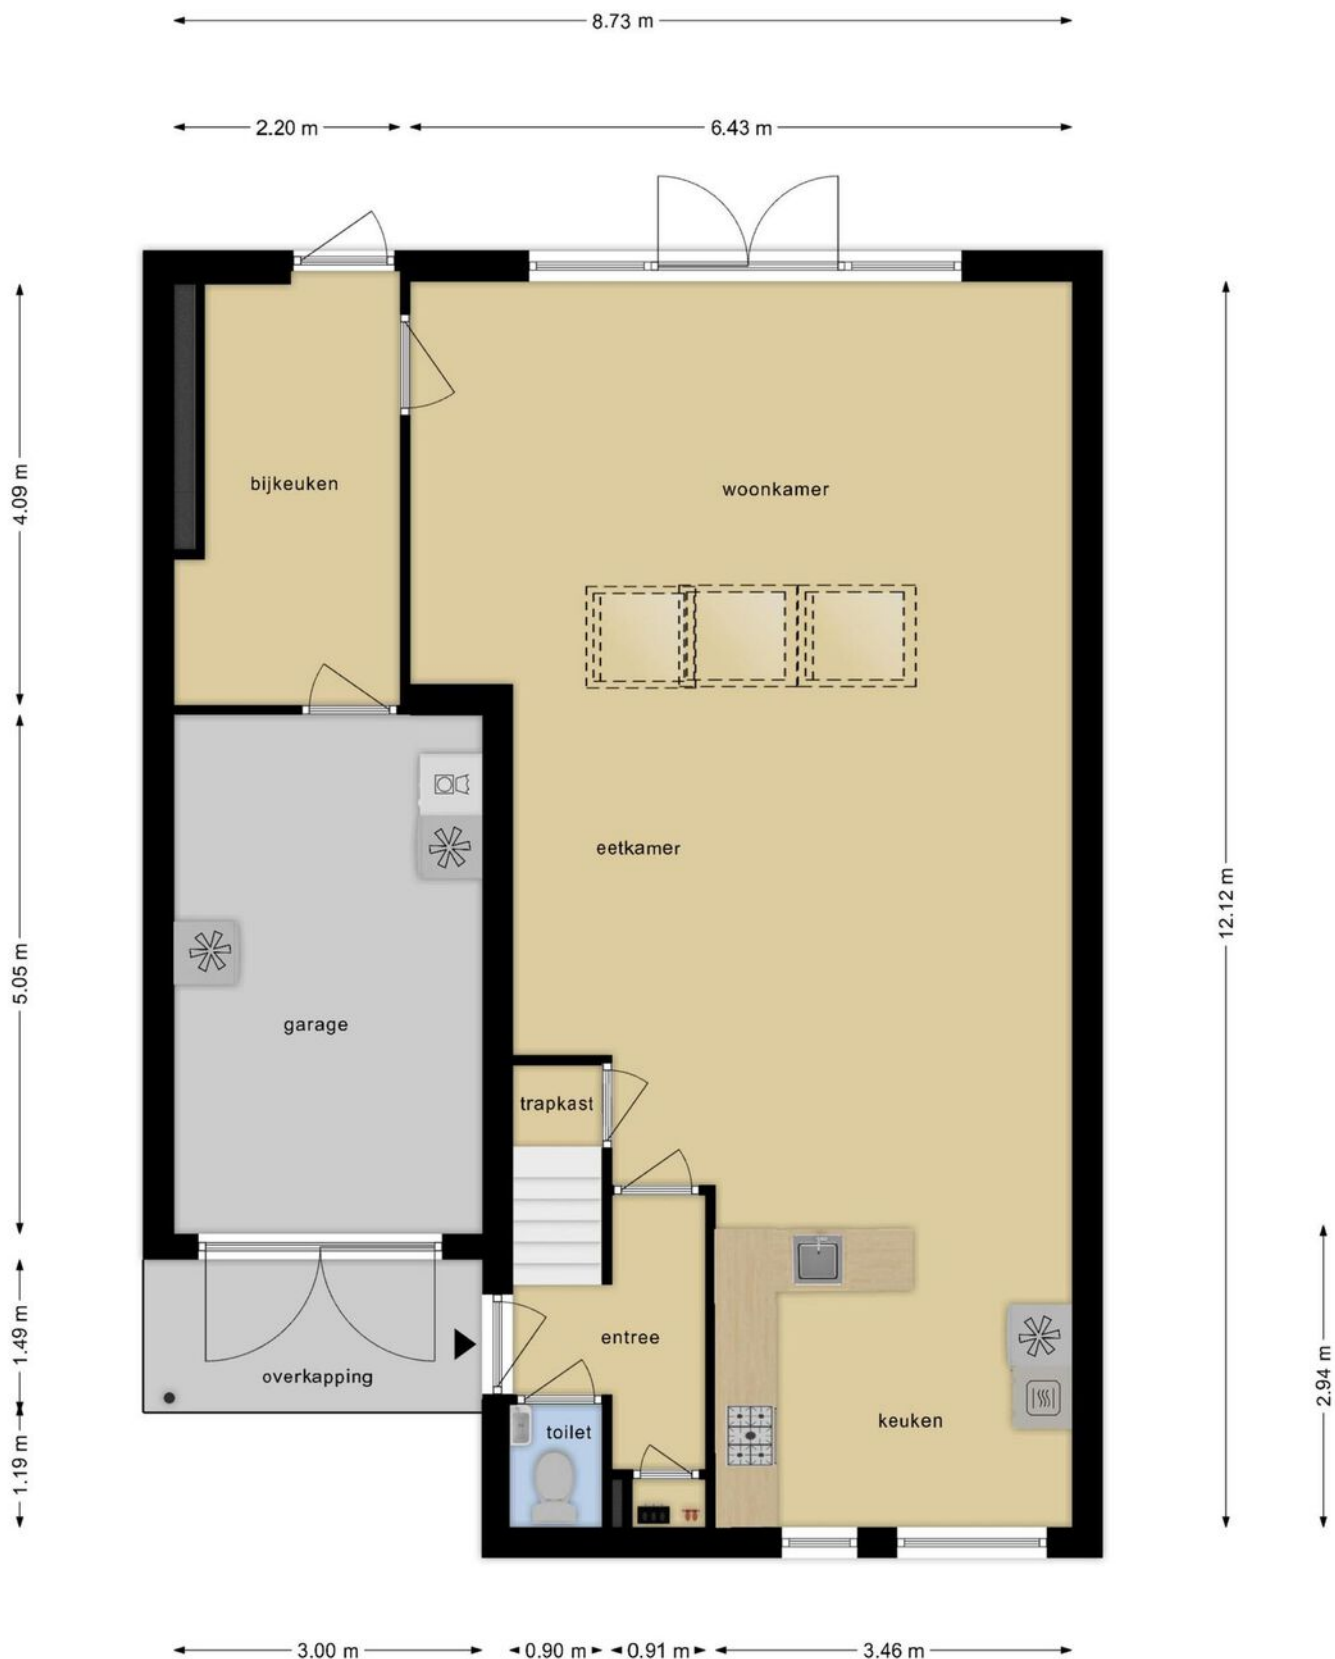 8.73 m
2.20 m
6.43 m
4.09 m
bijkeuken
woonkamer
eetkamer
12.12 m
5.05 m
garage
trapkast
1.49 m
entree
overkapping
2.94 m
keuken
toilet
1.19 m
3.00 m
0.90 m
0.91 m
3.46 m